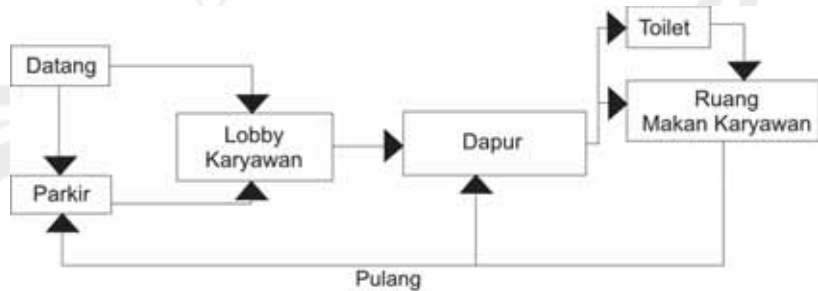 Datang
Parkir
Lobby
Karyawan
Dapur
Toilet
Ruang
Makan Karyawan
Pulang